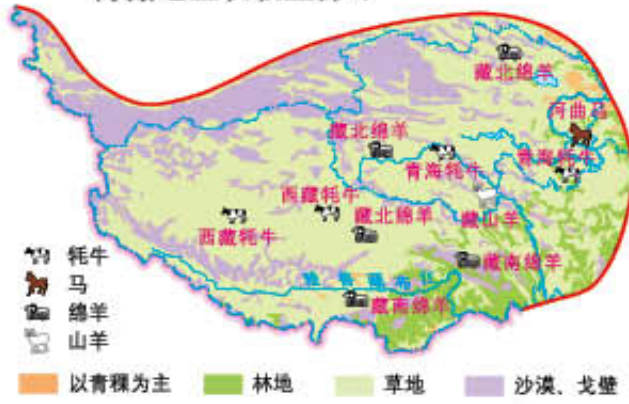 藏北绵羊
河曲马
藏北绵羊
青海牦牛
青海牦牛
西藏牦牛
藏北绵羊
藏山羊
西藏牦牛
藏南绵羊
藏南绵羊
牦牛
马
绵羊
山羊
以青稞为主
林地
草地
沙漠、戈壁